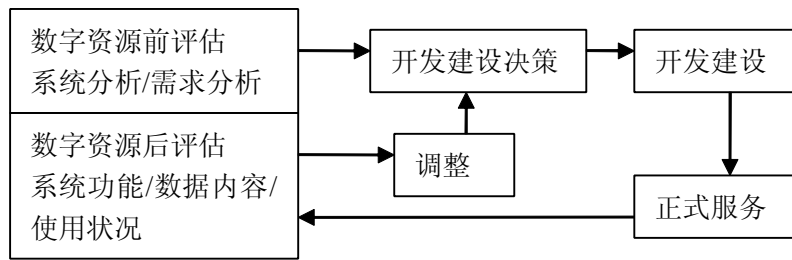 数字资源前评估
系统分析/需求分析
开发建设决策
开发建设
数字资源后评估
系统功能/数据内容/
使用状况
调整
正式服务